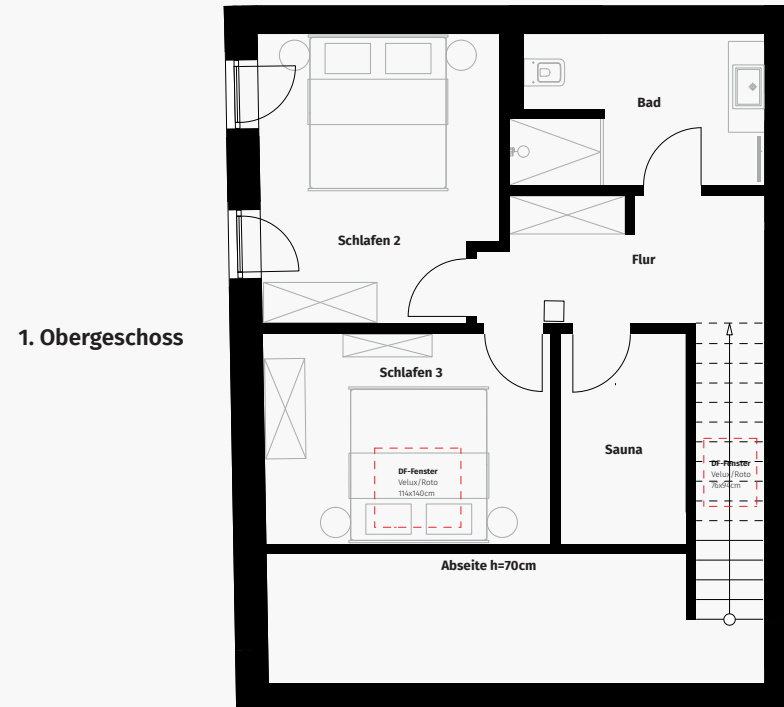 Bad
Schlafen 2
Flur
1. Obergeschoss
Schlafen 3
Sauna
DF-Fenster
Velux/Roto
114x140cm
DF-Fenster
Velux/Roto
76x94cm
Abseite h=70cm